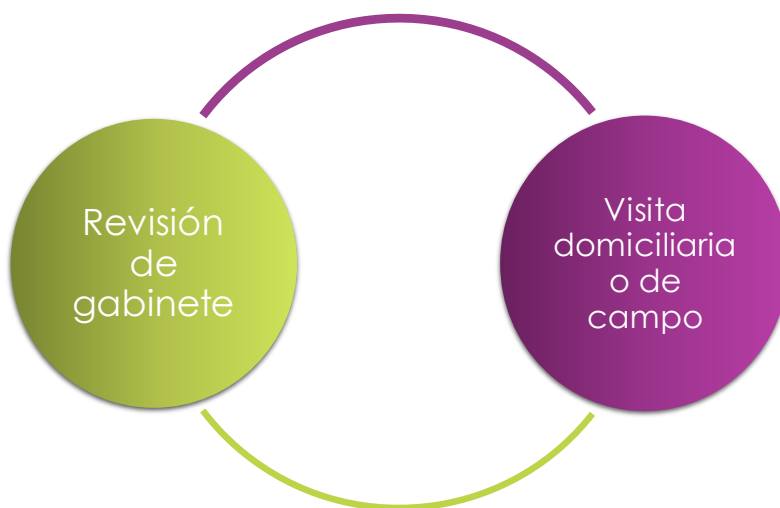 Revisión
de
gabinete
Visita
domiciliaria
o de
campo